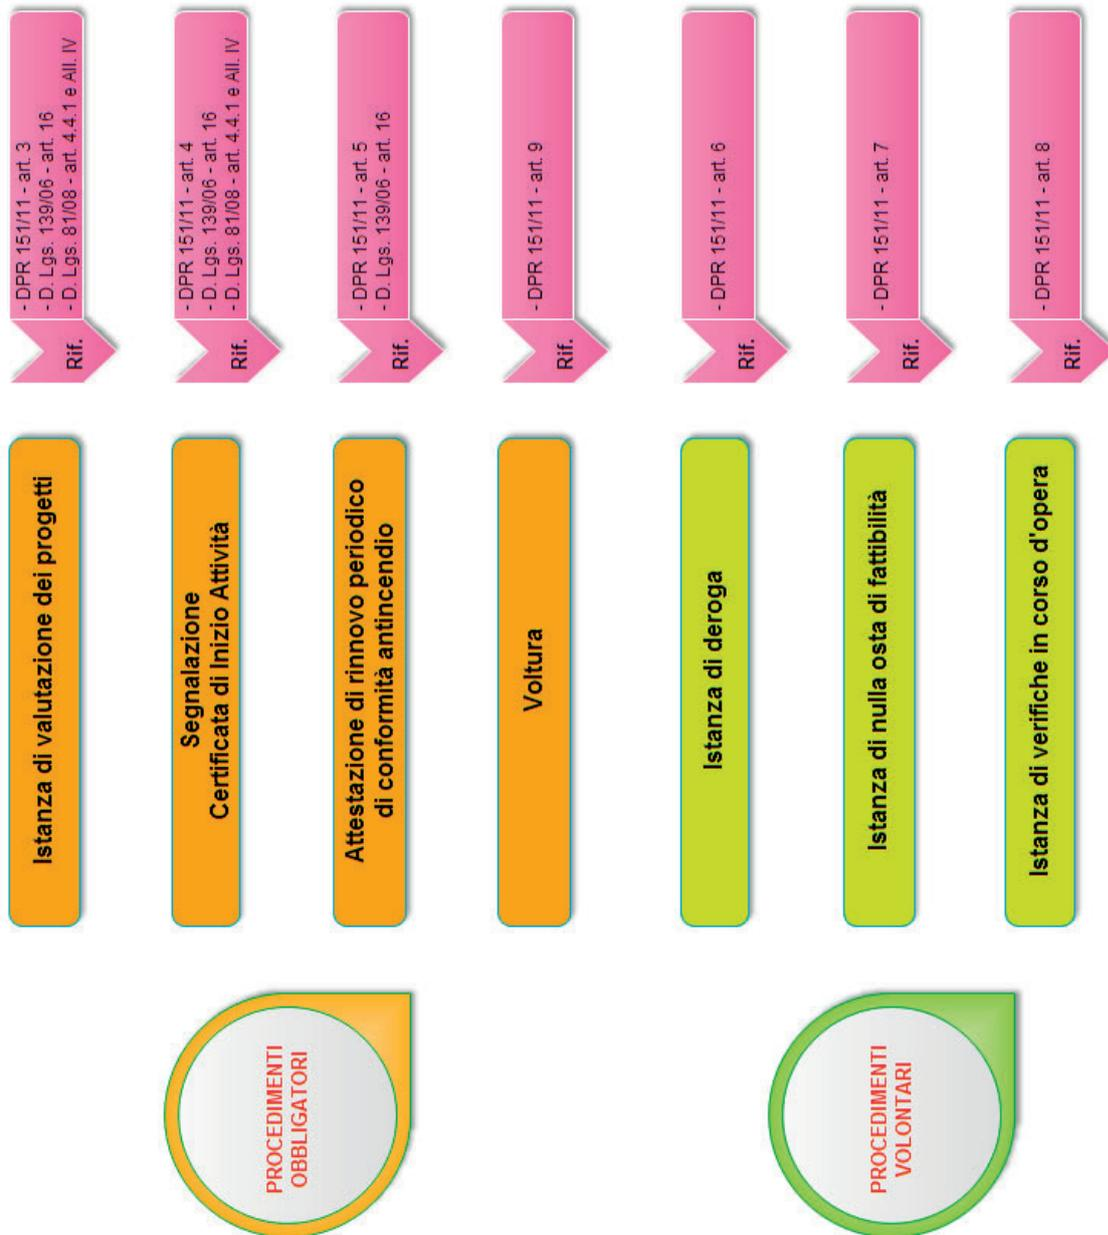 PROCEDIMENTI
OBBLIGATORI
Istanza di valutazione dei progetti
Rif.
- DPR 151/11 - art. 3
- D. Lgs. 139/06 - art. 16
- D. Lgs. 81/08 - art. 4.4.1 e All. IV
Segnalazione
Certificata di Inizio Attività
Rif.
- DPR 151/11 - art. 4
- D. Lgs. 139/06 - art. 16
- D. Lgs. 81/08 - art. 4.4.1 e All. IV
Attestazione di rinnovo periodico
di conformità antincendio
Rif.
- DPR 151/11 - art. 5
- D. Lgs. 139/06 - art. 16
Voltura
Rif.
- DPR 151/11 - art. 9
PROCEDIMENTI
VOLONTARI
Istanza di deroga
Rif.
- DPR 151/11 - art. 6
Istanza di nulla osta di fattibilità
Rif.
- DPR 151/11 - art. 7
Istanza di verifiche in corso d'opera
Rif.
- DPR 151/11 - art. 8